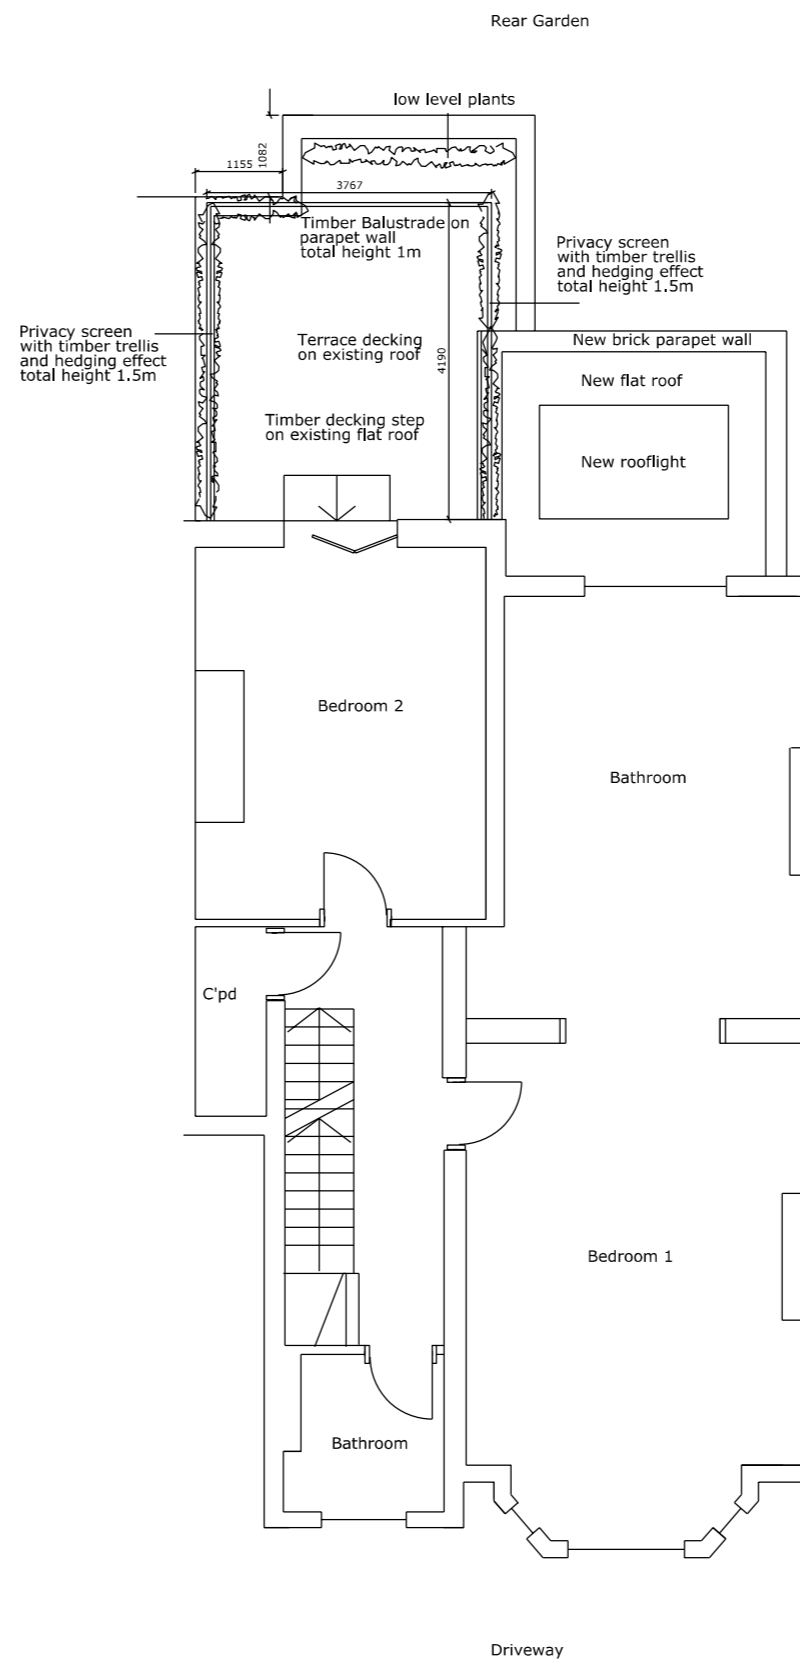 Rear Garden
low level plants
1155
1082
3767
Timber Balustrade on
parapet wall
total height 1m
Privacy screen
with timber trellis
and hedging effect
total height 1.5m
Privacy screen
with timber trellis
and hedging effect
total height 1.5m
Terrace decking
on existing roof
4190
New brick parapet wall
New flat roof
Timber decking step
on existing flat roof
New rooflight
Bedroom 2
Bathroom
C'pd
Bedroom 1
Bathroom
Driveway